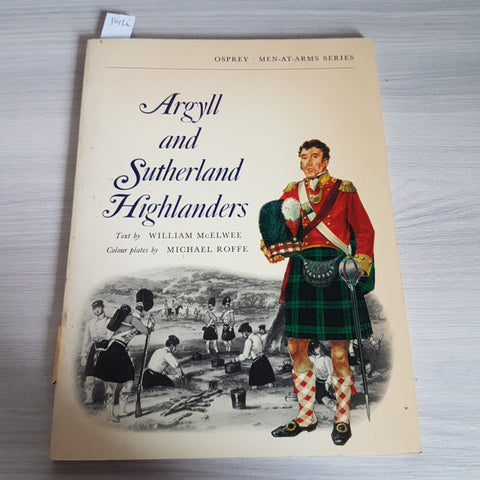 OSPREY · MEN-AT-ARMS SERIES
Argyll
and
Sutherland
Highlanders
Text by WILLIAM McELWEE
Colour plates by MICHAEL ROFFE